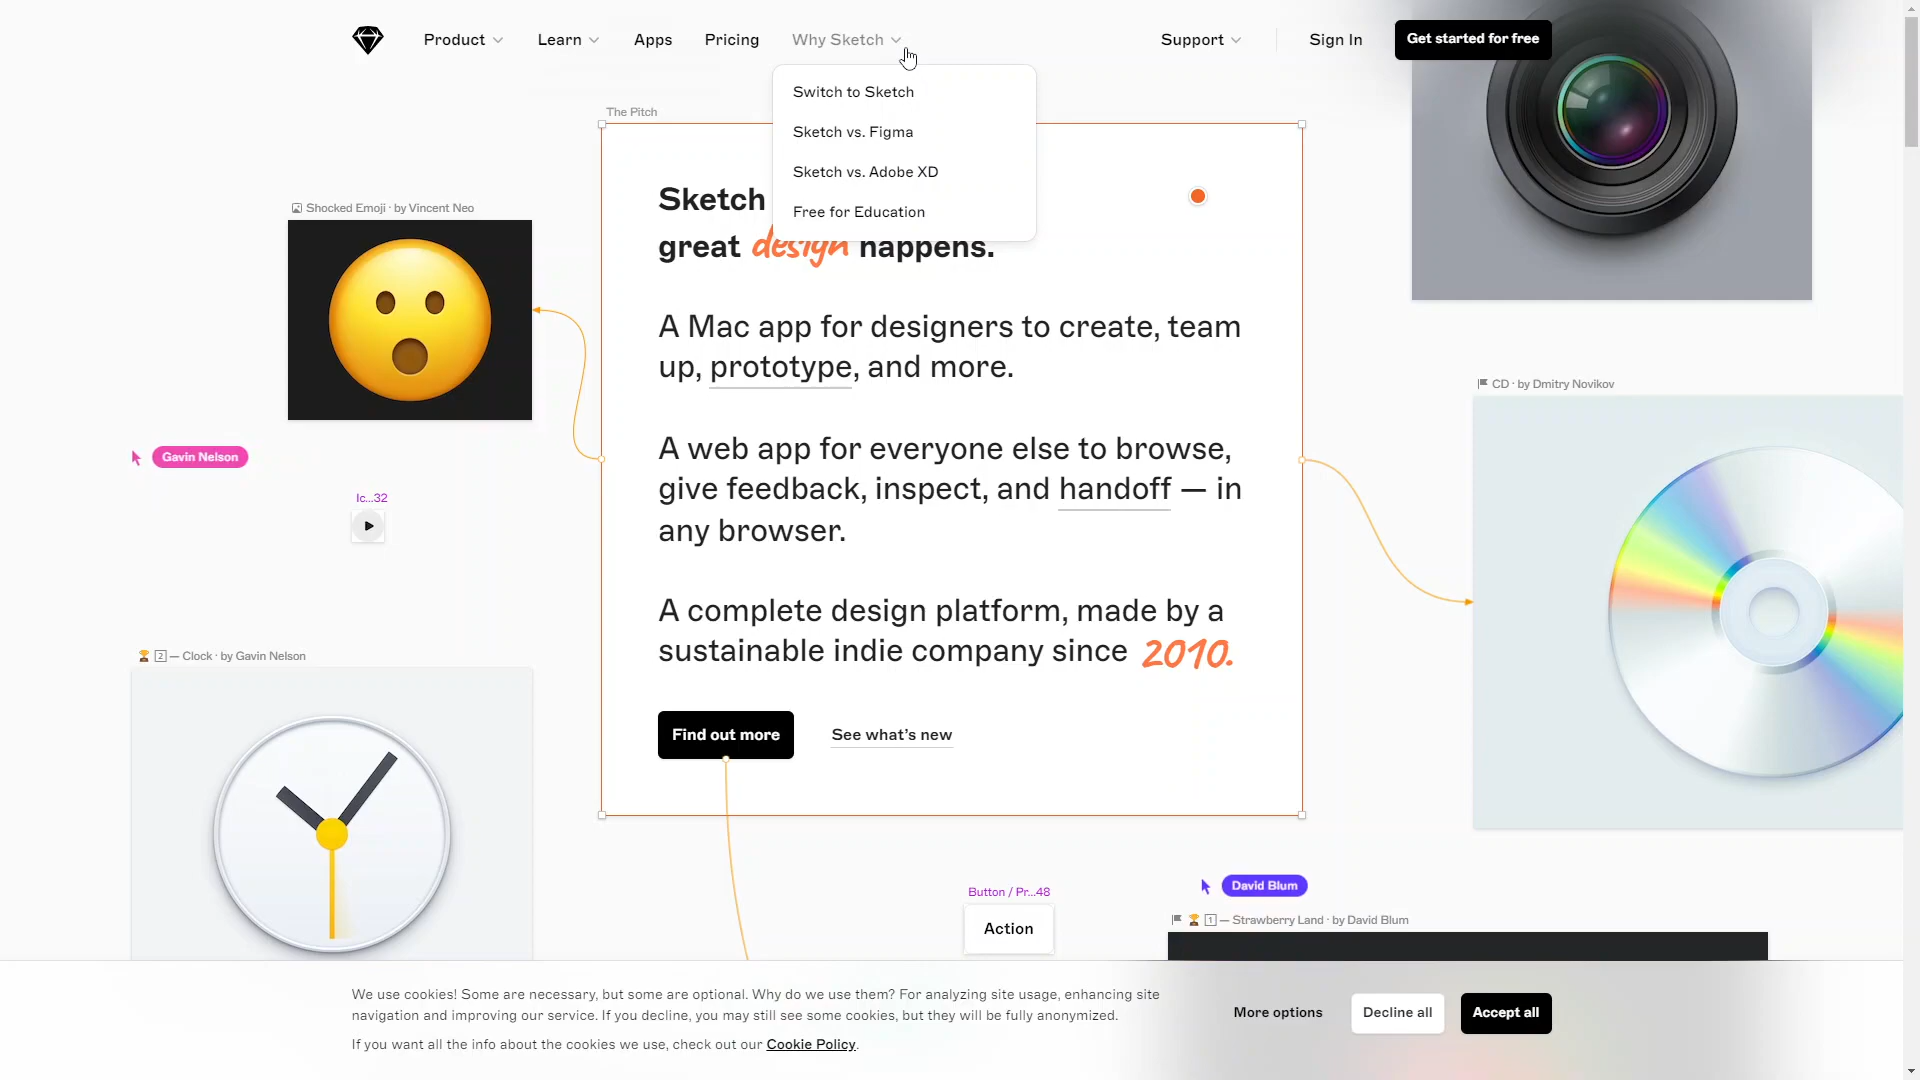 Product
Learn
Apps
Pricing
Why Sketch
Support
Sign In
Get started for free
Switch to Sketch
Sketch vs. Figma
Sketch vs. Adobe XD
Free for Education
The Pitch
Sketch
great design happens.
A Mac app for designers to create, team
up, prototype, and more.
A web app for everyone else to browse,
give feedback, inspect, and handoff — in
any browser.
A complete design platform, made by a
sustainable indie company since 2010.
Find out more
See what's new
Shocked Emoji · by Vincent Neo
Gavin Nelson
Ic...32
2 — Clock · by Gavin Nelson
CD · by Dmitry Novikov
Button / Pr...48
Action
David Blum
1 — Strawberry Land · by David Blum
We use cookies! Some are necessary, but some are optional. Why do we use them? For analyzing site usage, enhancing site
navigation and improving our service. If you decline, you may still see some cookies, but they will be fully anonymized.
If you want all the info about the cookies we use, check out our Cookie Policy.
More options
Decline all
Accept all